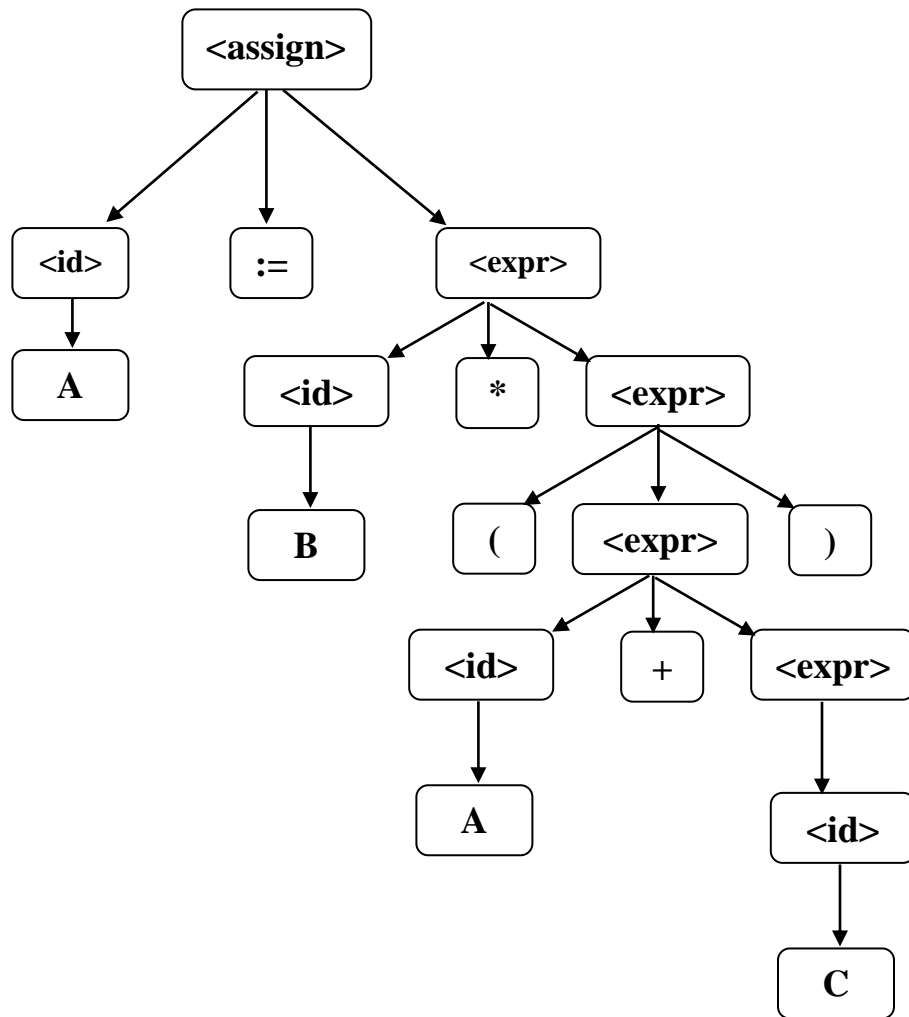 <assign>
<id> := <expr>
A <id> * <expr>
B ( <expr> )
<id> + <expr>
A <id>
C